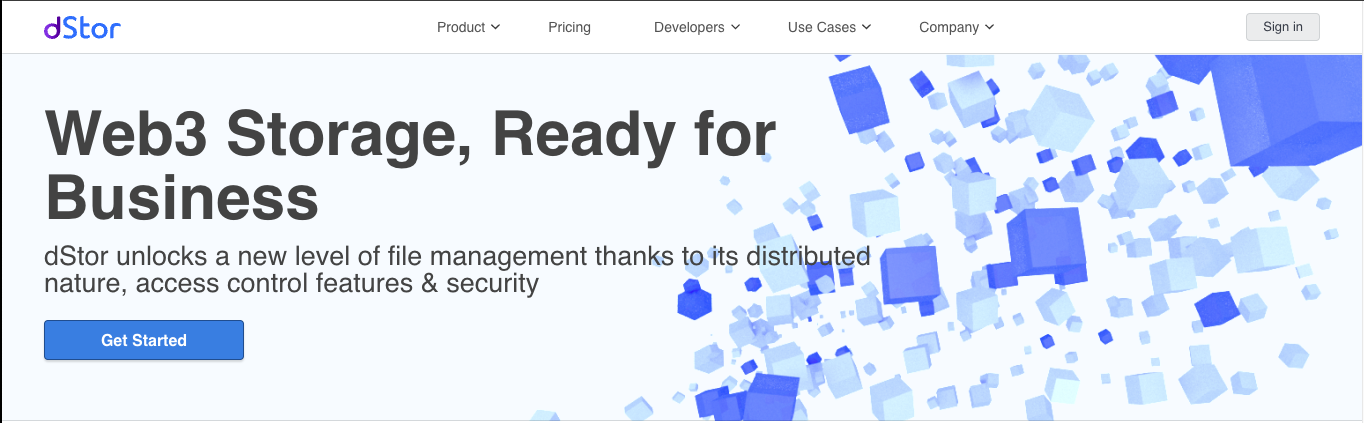 dStor
Product
Pricing
Developers
Use Cases
Company
Sign in
Web3 Storage, Ready for
Business
dStor unlocks a new level of file management thanks to its distributed
nature, access control features & security
Get Started